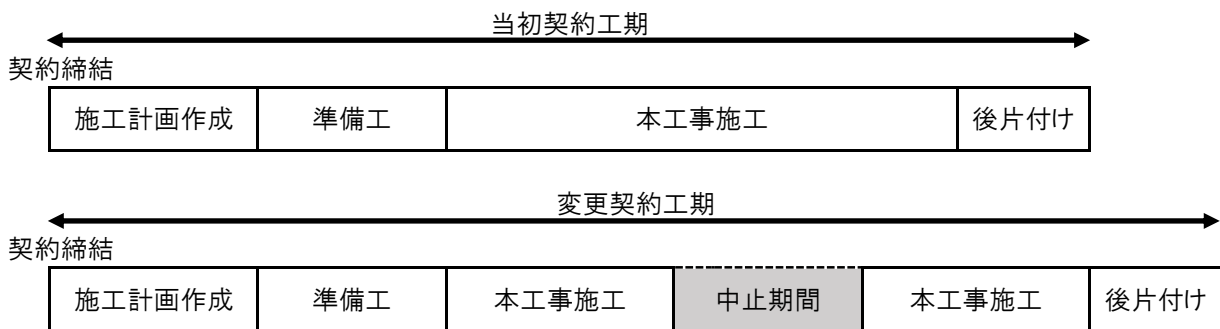 当初契約工期
契約締結
施工計画作成 準備工 本工事施工 後片付け
変更契約工期
契約締結
施工計画作成 準備工 本工事施工 中止期間 本工事施工 後片付け